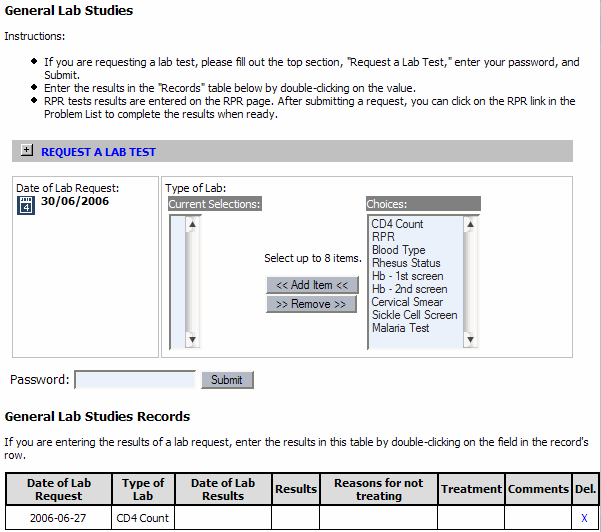 General Lab Studies
Instructions:
If you are requesting a lab test, please fill out the top section, "Request a Lab Test," enter your password, and
Submit.
Enter the results in the "Records" table below by double-clicking on the value.
RPR tests results are entered on the RPR page. After submitting a request, you can click on the RPR link in the
Problem List to complete the results when ready.
REQUEST A LAB TEST
Date of Lab Request:
30/06/2006
Type of Lab:
Current Selections:
Select up to 8 items.
<< Add Item <<
>> Remove >>
Choices:
CD4 Count
RPR
Blood Type
Rhesus Status
Hb - 1st screen
Hb - 2nd screen
Cervical Smear
Sickle Cell Screen
Malaria Test
Password:
Submit
General Lab Studies Records
If you are entering the results of a lab request, enter the results in this table by double-clicking on the field in the record's
row.
Date of Lab Request Type of Lab Date of Lab Results Results Reasons for not treating Treatment Comments Del.
2006-06-27 CD4 Count X